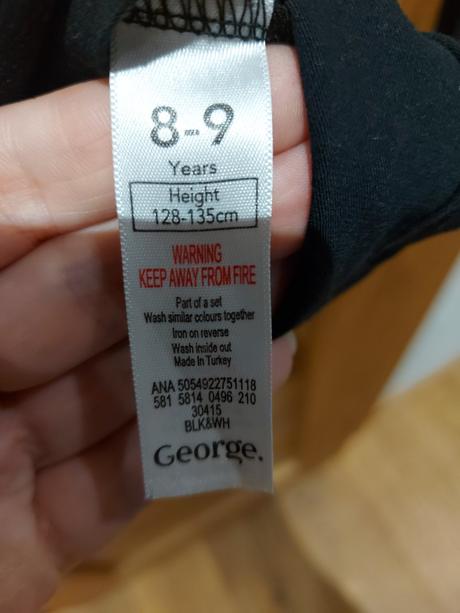 8-9
Years
Height
128-135cm
WARNING
KEEP AWAY FROM FIRE
Part of a set
Wash similar colours together
Iron on reverse
Wash inside out
Made In Turkey
ANA 5054922751118
581 5814 0496 210
30415
BLK&WH
George.